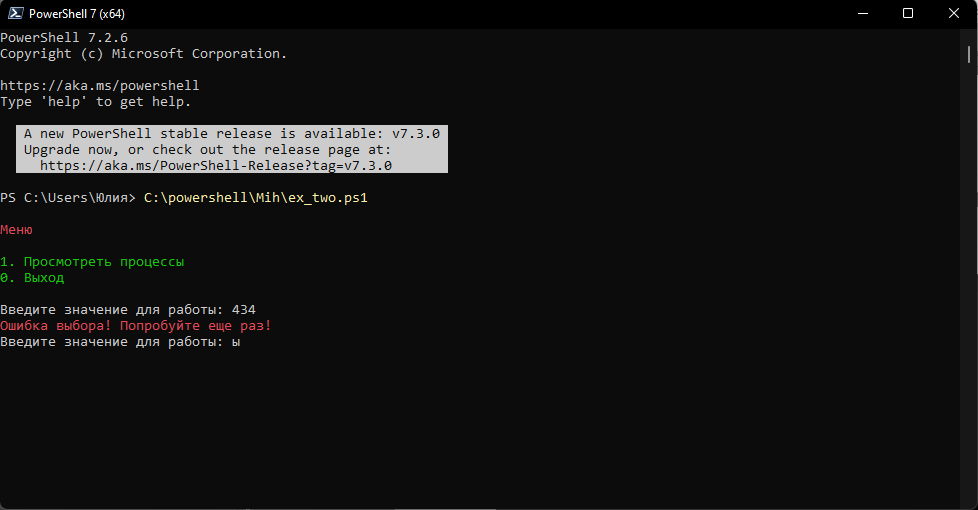 PowerShell 7 (x64)
PowerShell 7.2.6
Copyright (c) Microsoft Corporation.
https://aka.ms/powershell
Type 'help' to get help.
A new PowerShell stable release is available: v7.3.0
Upgrade now, or check out the release page at:
https://aka.ms/PowerShell-Release?tag=v7.3.0
PS C:\Users\Юлия> C:\powershell\Mih\ex_two.ps1
Меню
1. Просмотреть процессы
0. Выход
Введите значение для работы: 434
Ошибка выбора! Попробуйте еще раз!
Введите значение для работы: ы